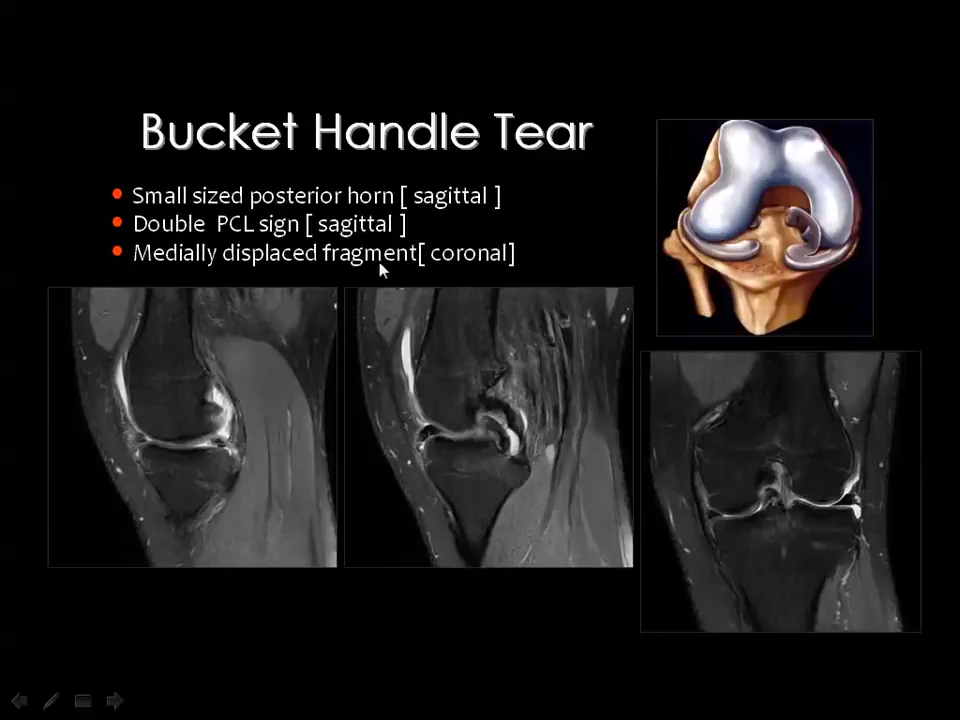 Bucket Handle Tear
Small sized posterior horn [ sagittal ]
Double PCL sign [ sagittal ]
Medially displaced fragment[ coronal]